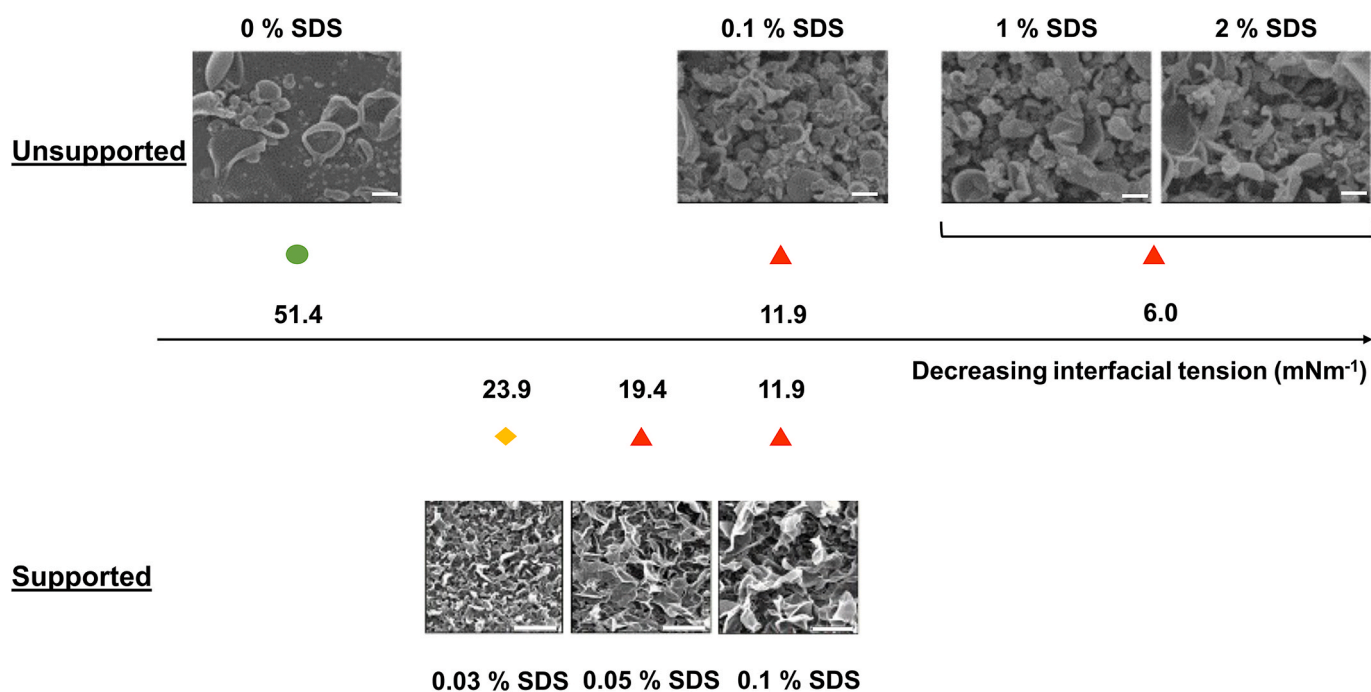 0 % SDS
0.1 % SDS
1 % SDS
2 % SDS
Unsupported
51.4
11.9
6.0
Decreasing interfacial tension (mNm⁻¹)
23.9
19.4
11.9
Supported
0.03 % SDS
0.05 % SDS
0.1 % SDS